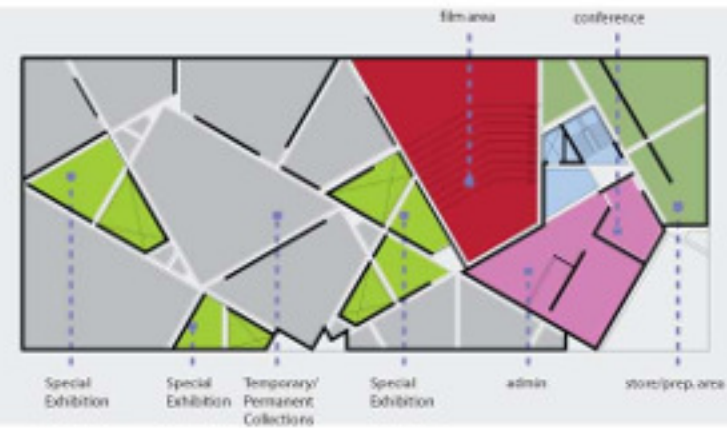 film area
conference
Special
Exhibition
Special
Exhibition
Temporary/
Permanent
Collections
Special
Exhibition
admin
store/prep. area